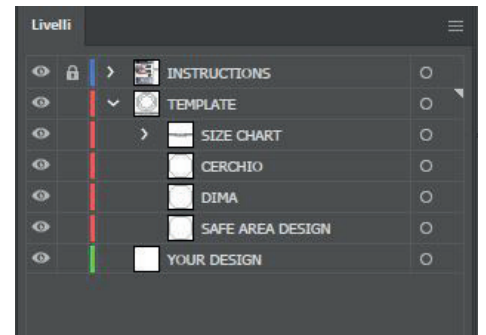 Livelli
INSTRUCTIONS
TEMPLATE
SIZE CHART
CERCHIO
DIMA
SAFE AREA DESIGN
YOUR DESIGN